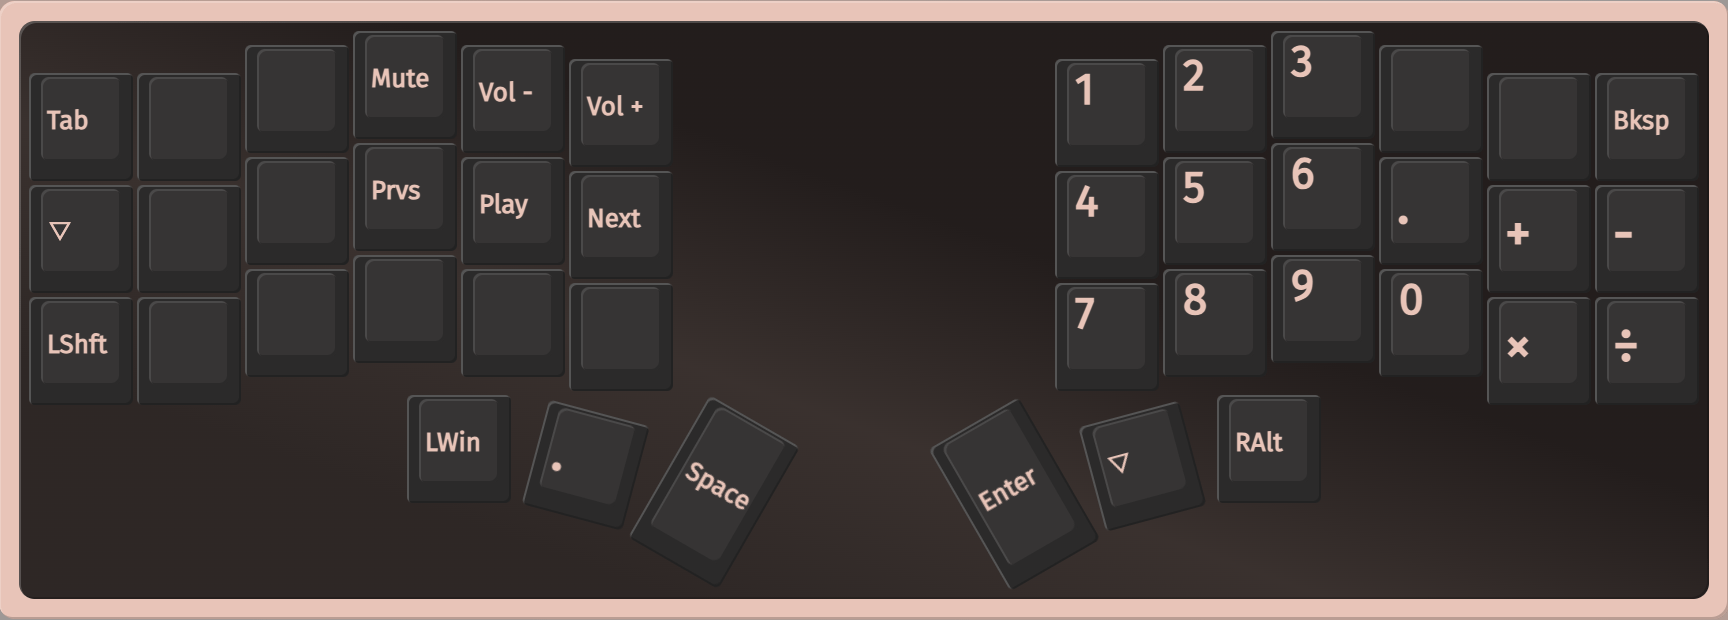 Tab Mute Vol - Vol + 1 2 3 Bksp
▽ Prvs Play Next 4 5 6 . + -
LShft 7 8 9 0 × ÷
LWin • Space Enter ▽ RAlt